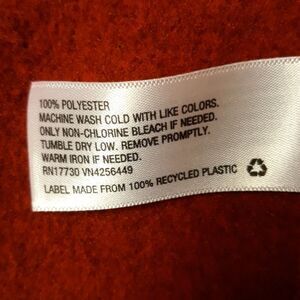 100% POLYESTER
MACHINE WASH COLD WITH LIKE COLORS.
ONLY NON-CHLORINE BLEACH IF NEEDED.
TUMBLE DRY LOW. REMOVE PROMPTLY.
WARM IRON IF NEEDED.
RN17730 VN4256449
LABEL MADE FROM 100% RECYCLED PLASTIC